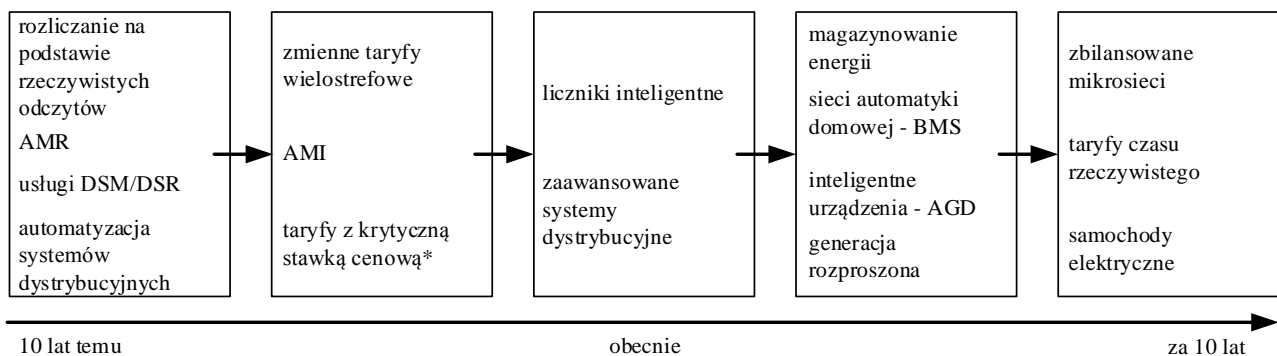 rozliczanie na
podstawie
rzeczywistych
odczytów
AMR
usługi DSM/DSR
automatyzacja
systemów
dystrybucyjnych
zmienne taryfy
wielostrefowe
AMI
taryfy z krytyczną
stawką cenową*
liczniki inteligentne
zaawansowane
systemy
dystrybucyjne
magazynowanie
energii
sieci automatyki
domowej - BMS
inteligentne
urządzenia - AGD
generacja
rozproszona
zbilansowane
mikrosieci
taryfy czasu
rzeczywistego
samochody
elektryczne
10 lat temu
obecnie
za 10 lat